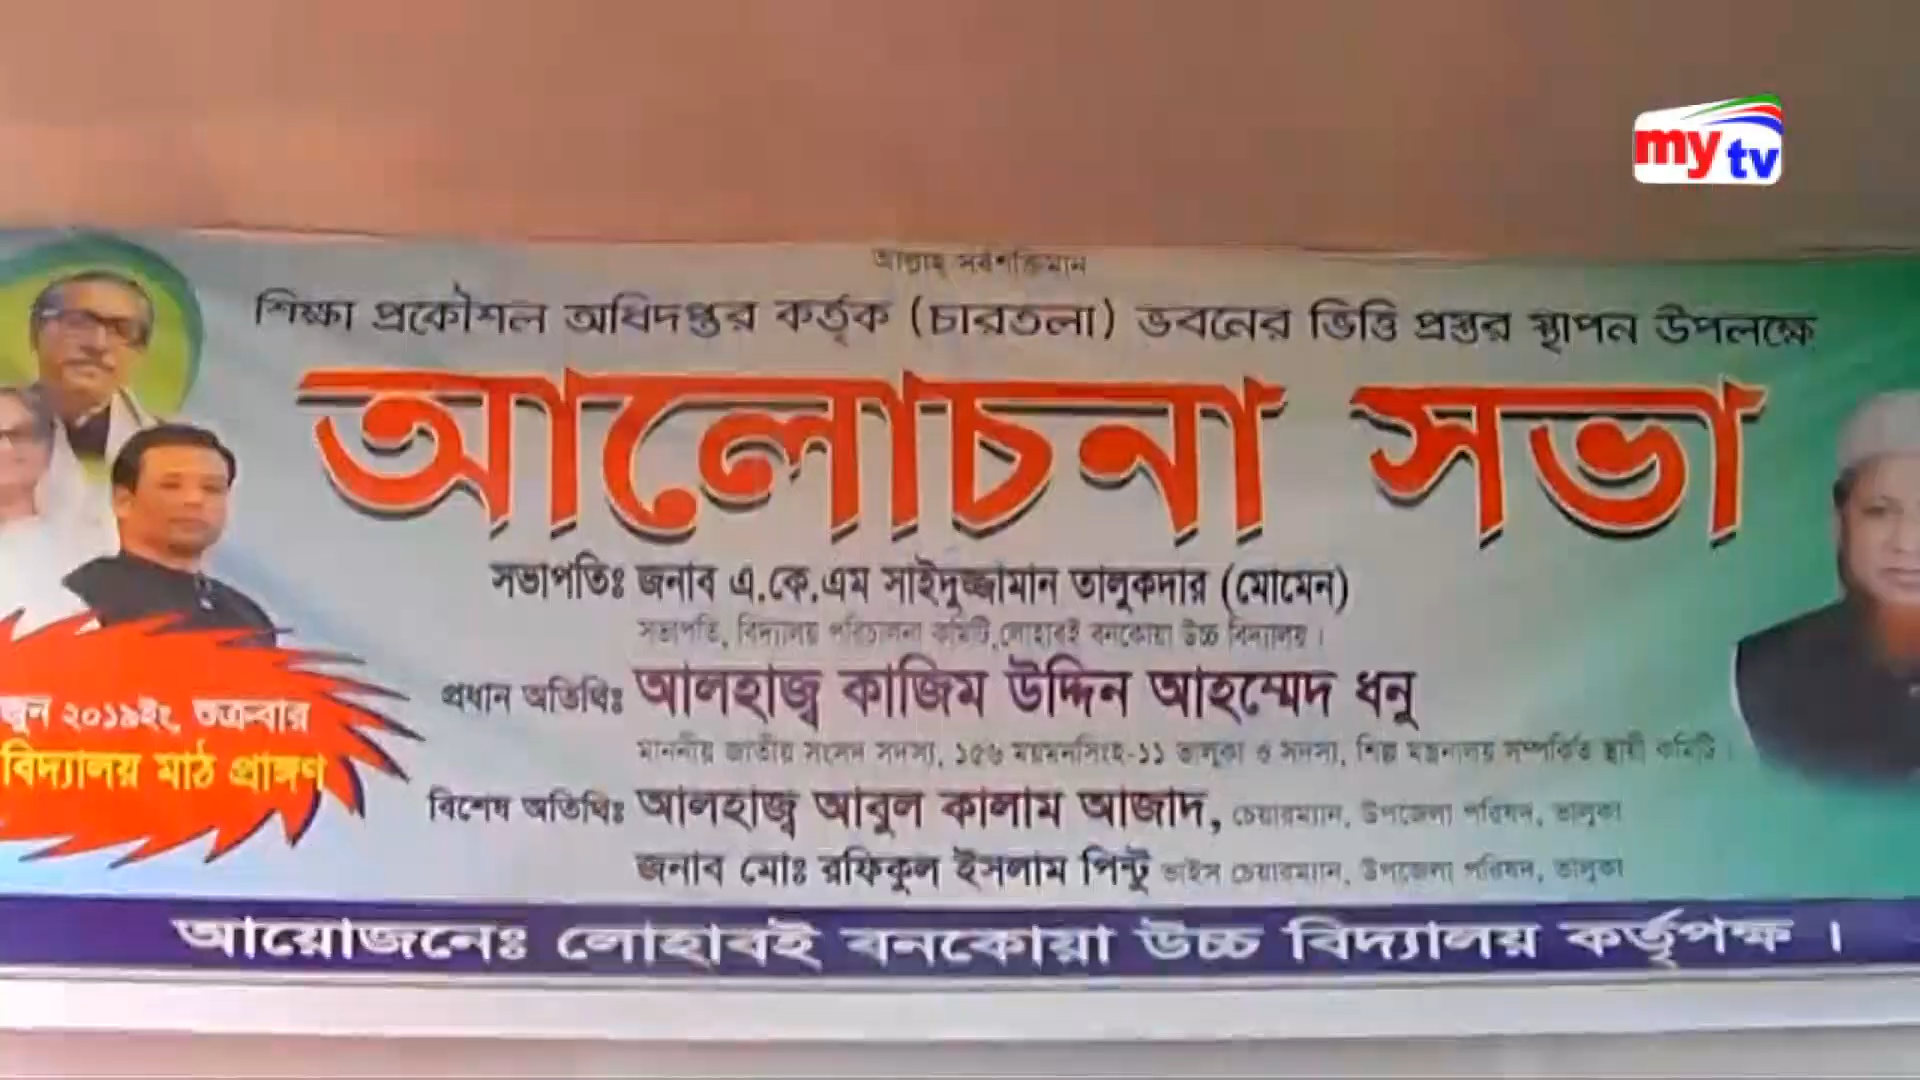 my tv
আল্লাহ সর্বশক্তিমান
শিক্ষা প্রকৌশল অধিদপ্তর কর্তৃক (চারতলা) ভবনের ভিত্তি প্রস্তর স্থাপন উপলক্ষে
আলোচনা সভা
সভাপতিঃ জনাব এ.কে.এম সাইদুজ্জামান তালুকদার (মোমেন)
সভাপতি, বিদ্যালয় পরিচালনা কমিটি,লোহাবই বনকোয়া উচ্চ বিদ্যালয়।
প্রধান অতিথিঃ আলহাজ্ব কাজিম উদ্দিন আহম্মেদ ধনু
মাননীয় জাতীয় সংসদ সদস্য, ১৫৬ ময়মনসিংহ-১১ ভালুকা ও সদস্য, শিল্প মন্ত্রনালয় সম্পর্কিত স্থায়ী কমিটি।
জুন ২০১৯ইং, শুক্রবার
বিদ্যালয় মাঠ প্রাঙ্গণ
বিশেষ অতিথিঃ আলহাজ্ব আবুল কালাম আজাদ, চেয়ারম্যান, উপজেলা পরিষদ, ভালুকা
জনাব মোঃ রফিকুল ইসলাম পিন্টু ভাইস চেয়ারম্যান, উপজেলা পরিষদ, ভালুকা
আয়োজনেঃ লোহাবই বনকোয়া উচ্চ বিদ্যালয় কর্তৃপক্ষ।